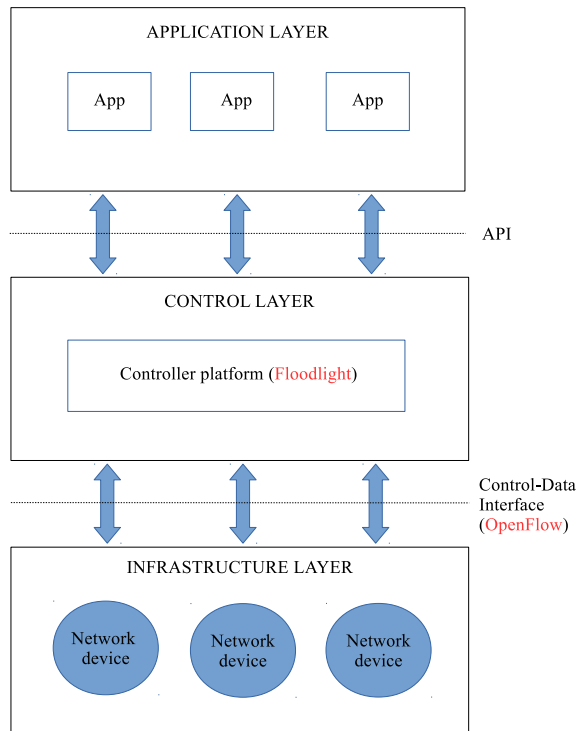 APPLICATION LAYER
App
App
App
API
CONTROL LAYER
Controller platform (Floodlight)
Control-Data
Interface
(OpenFlow)
INFRASTRUCTURE LAYER
Network
device
Network
device
Network
device